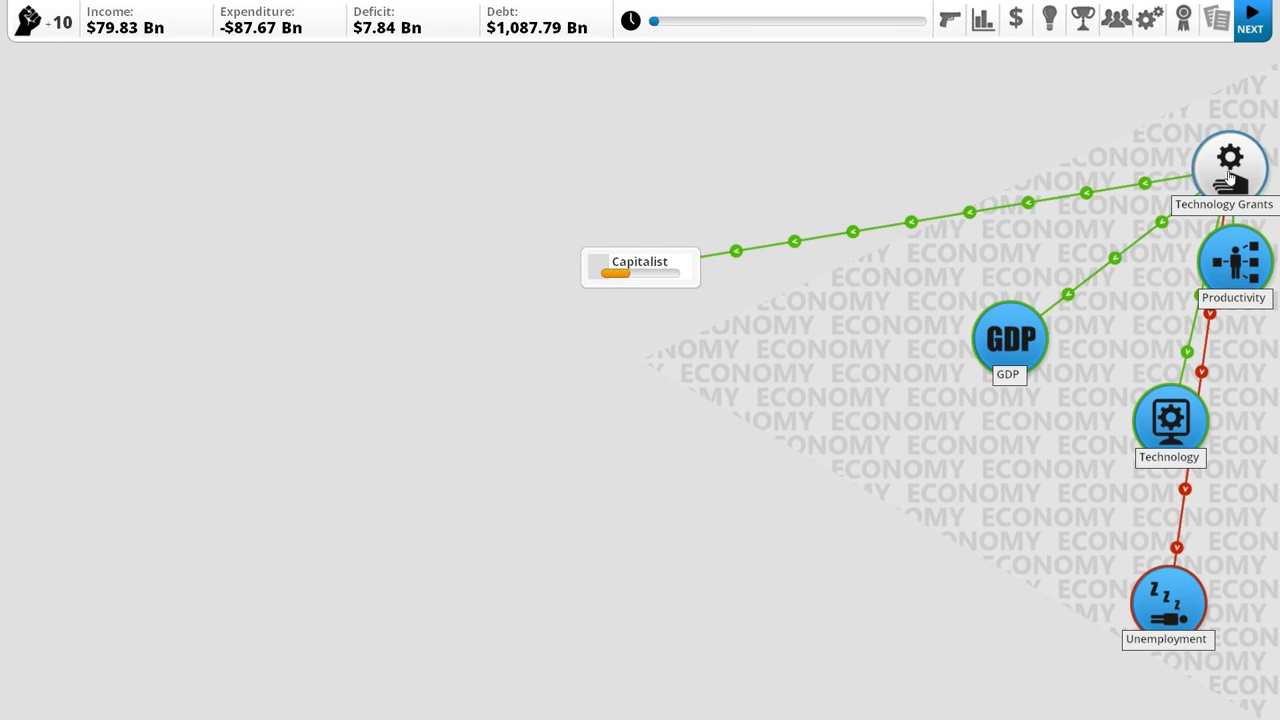 +10
Income:
$79.83 Bn
Expenditure:
-$87.67 Bn
Deficit:
$7.84 Bn
Debt:
$1,087.79 Bn
$
NEXT
Technology Grants
Capitalist
Productivity
GDP
GDP
Technology
z z z
Unemployment
ECONOMY ECONOMY ECONOMY